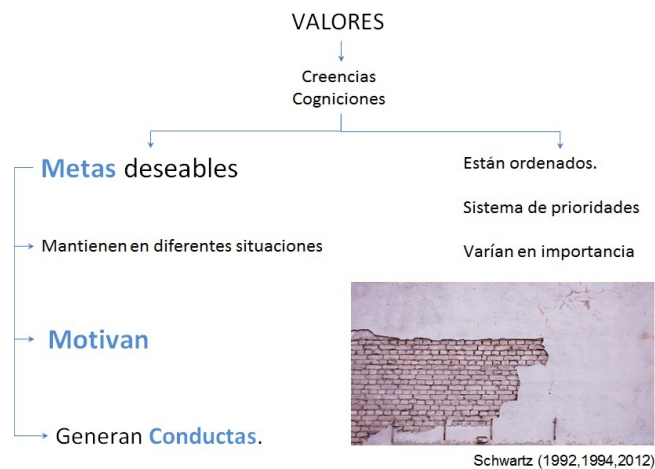 VALORES
Creencias
Cogniciones
Metas deseables
Mantienen en diferentes situaciones
Motivan
Generan Conductas.
Están ordenados.
Sistema de prioridades
Varían en importancia
Schwartz (1992,1994,2012)